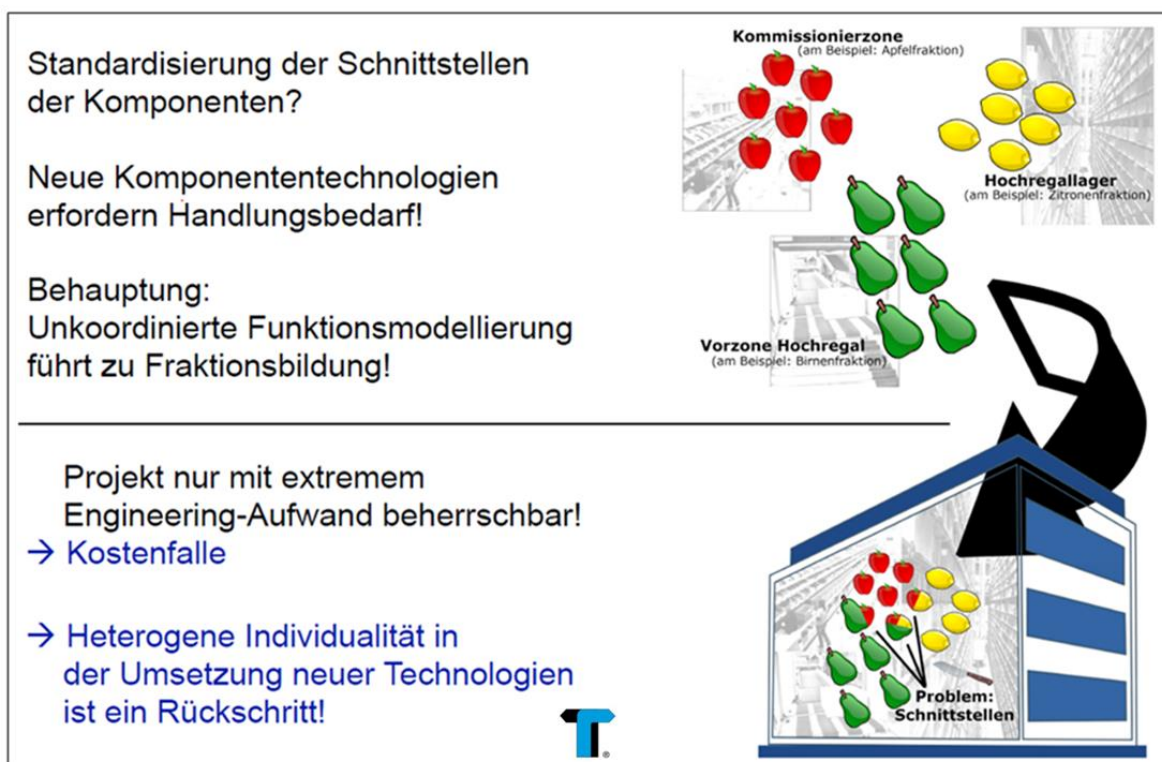 Standardisierung der Schnittstellen
der Komponenten?
Neue Komponententechnologien
erfordern Handlungsbedarf!
Behauptung:
Unkoordinierte Funktionsmodellierung
führt zu Fraktionsbildung!
Kommissionierzone
(am Beispiel: Apfelfraktion)
Hochregallager
(am Beispiel: Zitronenfraktion)
Vorzone Hochregal
(am Beispiel: Birnenfraktion)
Projekt nur mit extremem
Engineering-Aufwand beherrschbar!
→ Kostenfalle
→ Heterogene Individualität in
der Umsetzung neuer Technologien
ist ein Rückschritt!
Problem:
Schnittstellen
®